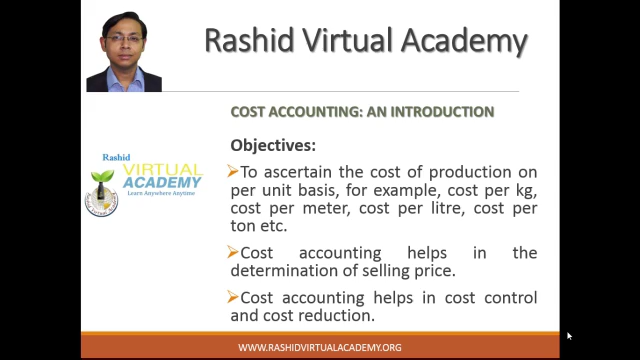 Rashid Virtual Academy
COST ACCOUNTING: AN INTRODUCTION
Rashid
VIRTUAL
ACADEMY
Learn Anywhere Anytime
Objectives:
To ascertain the cost of production on
per unit basis, for example, cost per kg,
cost per meter, cost per litre, cost per
ton etc.
Cost accounting helps in the
determination of selling price.
Cost accounting helps in cost control
and cost reduction.
WWW.RASHIDVIRTUALACADEMY.ORG